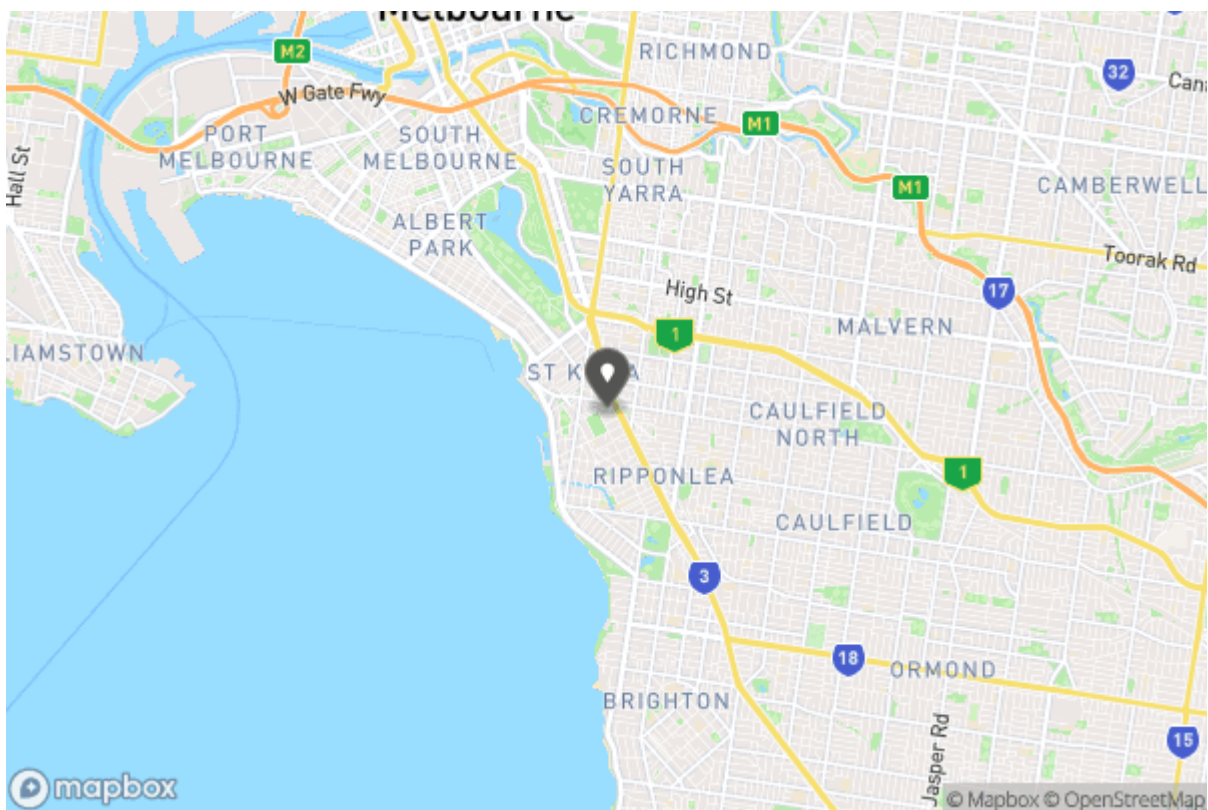 Melbourne
RICHMOND
M2
32
Cant
W Gate Fwy
CREMORNE
M1
PORT
MELBOURNE
SOUTH
MELBOURNE
SOUTH
YARRA
M1
Hall St
CAMBERWELL
ALBERT
PARK
Toorak Rd
High St
17
MALVERN
1
LIAMSTOWN
ST K
A
CAULFIELD
NORTH
RIPPONLEA
1
CAULFIELD
3
18
ORMOND
BRIGHTON
Jasper Rd
15
mapbox
© Mapbox © OpenStreetMap